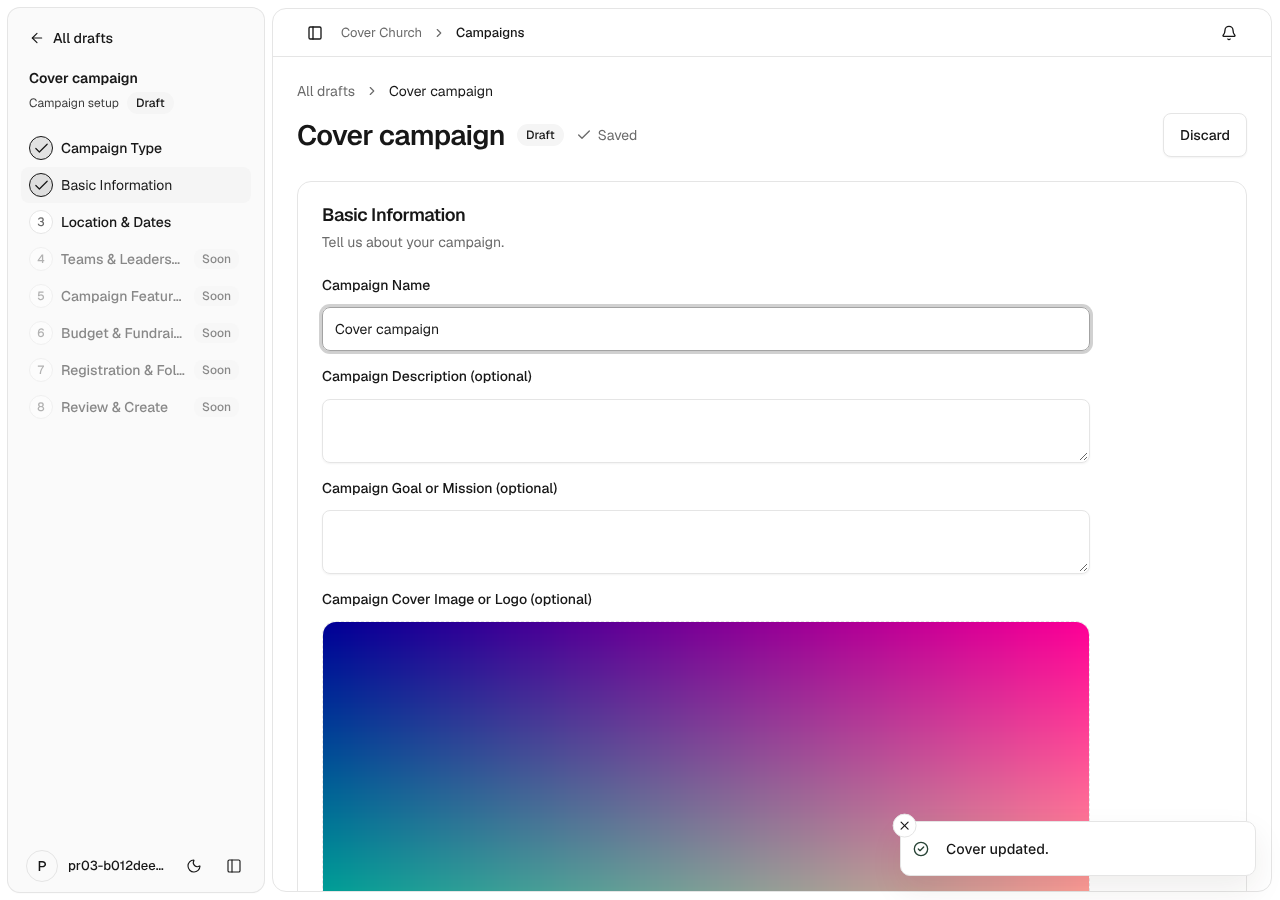 All drafts
Cover campaign
Campaign setup Draft
Campaign Type
Basic Information
3 Location & Dates
4 Teams & Leaders... Soon
5 Campaign Featur... Soon
6 Budget & Fundrai... Soon
7 Registration & Fol... Soon
8 Review & Create Soon
P pr03-b012dee...
Cover Church > Campaigns
All drafts > Cover campaign
Cover campaign Draft Saved
Discard
Basic Information
Tell us about your campaign.
Campaign Name
Cover campaign
Campaign Description (optional)
Campaign Goal or Mission (optional)
Campaign Cover Image or Logo (optional)
Cover updated.